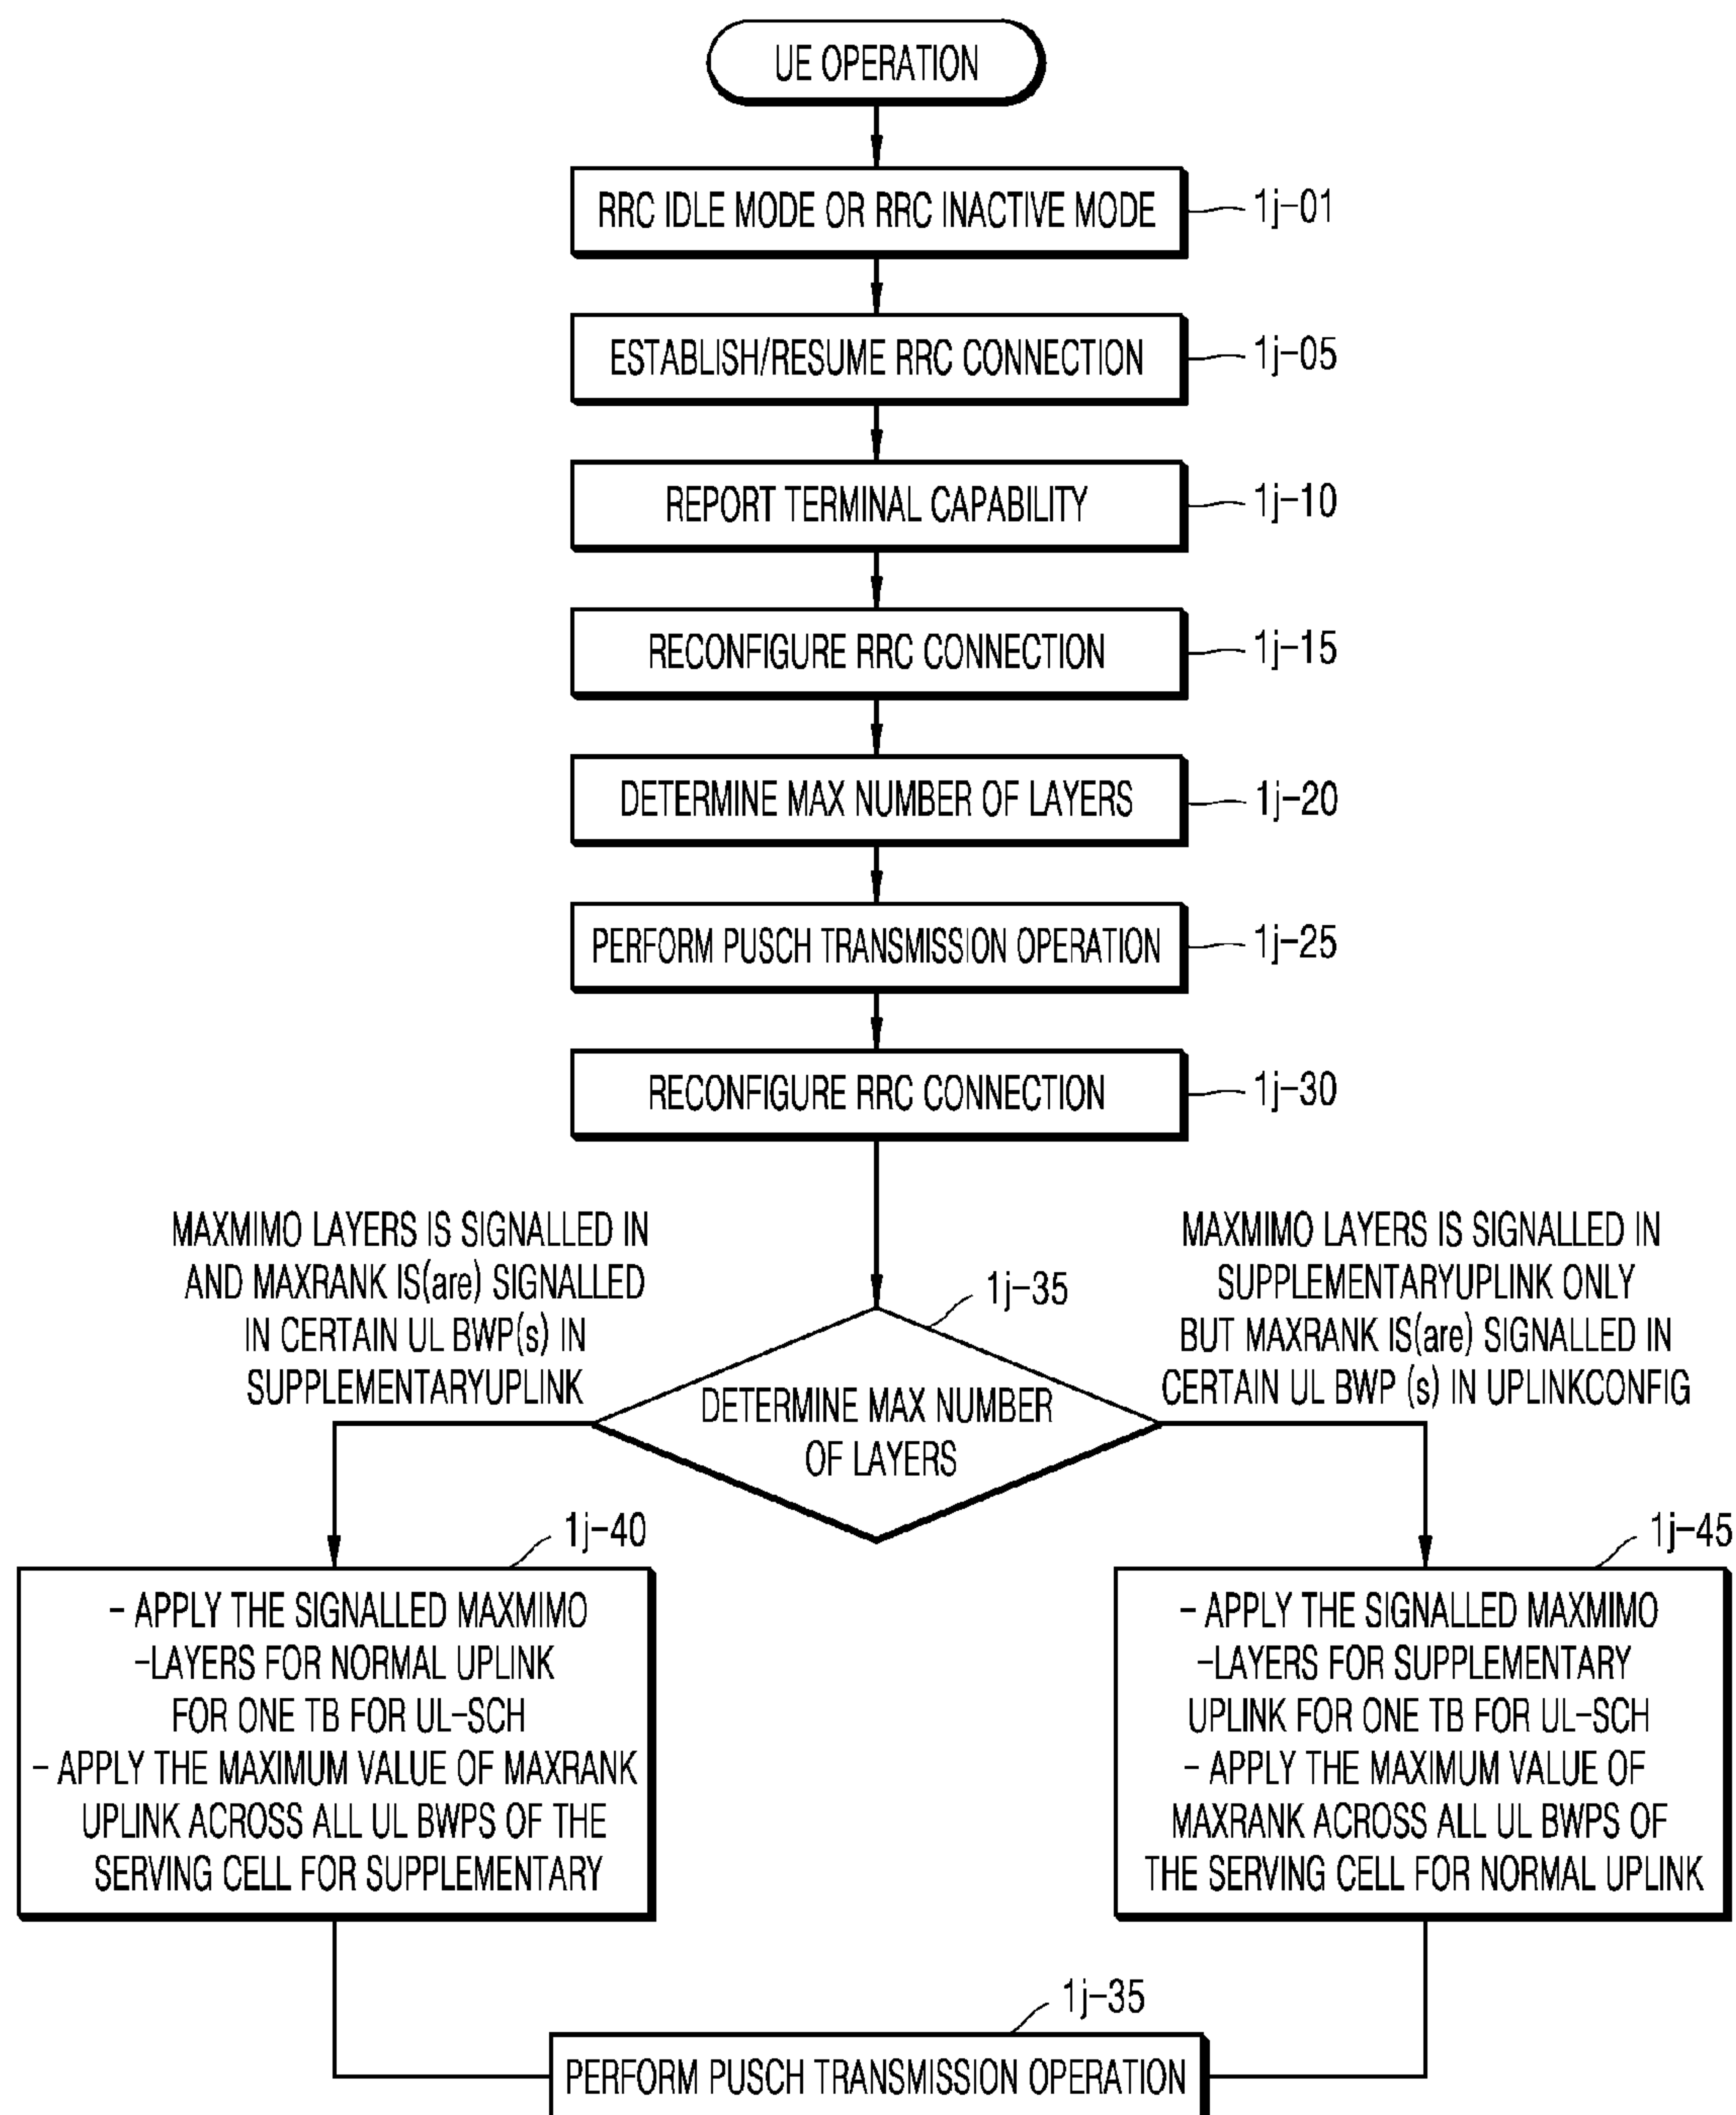 UE OPERATION
RRC IDLE MODE OR RRC INACTIVE MODE
1j-01
ESTABLISH/RESUME RRC CONNECTION
1j-05
REPORT TERMINAL CAPABILITY
1j-10
RECONFIGURE RRC CONNECTION
1j-15
DETERMINE MAX NUMBER OF LAYERS
1j-20
PERFORM PUSCH TRANSMISSION OPERATION
1j-25
RECONFIGURE RRC CONNECTION
1j-30
MAXMIMO LAYERS IS SIGNALLED IN
AND MAXRANK IS(are) SIGNALLED
IN CERTAIN UL BWP(s) IN
SUPPLEMENTARYUPLINK
MAXMIMO LAYERS IS SIGNALLED IN
SUPPLEMENTARYUPLINK ONLY
BUT MAXRANK IS(are) SIGNALLED IN
CERTAIN UL BWP (s) IN UPLINKCONFIG
1j-35
DETERMINE MAX NUMBER
OF LAYERS
1j-40
- APPLY THE SIGNALLED MAXMIMO
-LAYERS FOR NORMAL UPLINK
FOR ONE TB FOR UL-SCH
- APPLY THE MAXIMUM VALUE OF MAXRANK
UPLINK ACROSS ALL UL BWPS OF THE
SERVING CELL FOR SUPPLEMENTARY
1j-45
- APPLY THE SIGNALLED MAXMIMO
-LAYERS FOR SUPPLEMENTARY
UPLINK FOR ONE TB FOR UL-SCH
- APPLY THE MAXIMUM VALUE OF
MAXRANK ACROSS ALL UL BWPS OF
THE SERVING CELL FOR NORMAL UPLINK
1j-35
PERFORM PUSCH TRANSMISSION OPERATION